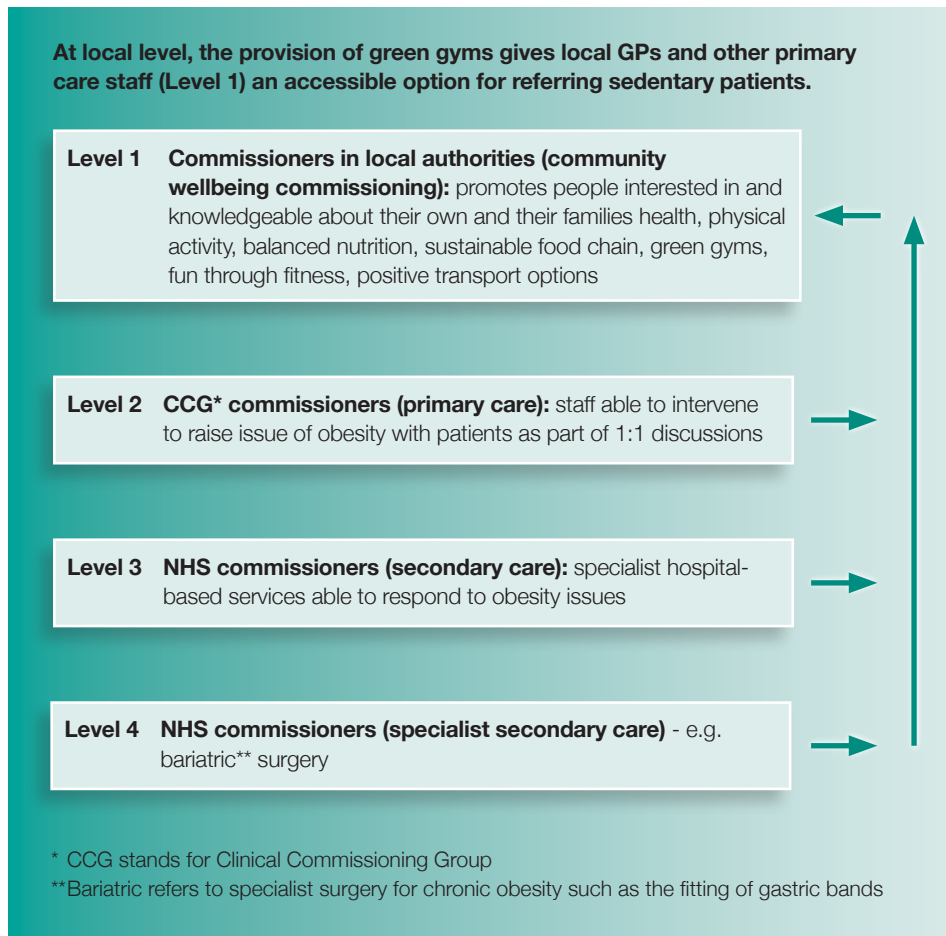 At local level, the provision of green gyms gives local GPs and other primary
care staff (Level 1) an accessible option for referring sedentary patients.
Level 1 Commissioners in local authorities (community
wellbeing commissioning): promotes people interested in and
knowledgeable about their own and their families health, physical
activity, balanced nutrition, sustainable food chain, green gyms,
fun through fitness, positive transport options
Level 2 CCG* commissioners (primary care): staff able to intervene
to raise issue of obesity with patients as part of 1:1 discussions
Level 3 NHS commissioners (secondary care): specialist hospital-
based services able to respond to obesity issues
Level 4 NHS commissioners (specialist secondary care) - e.g.
bariatric** surgery
* CCG stands for Clinical Commissioning Group
**Bariatric refers to specialist surgery for chronic obesity such as the fitting of gastric bands